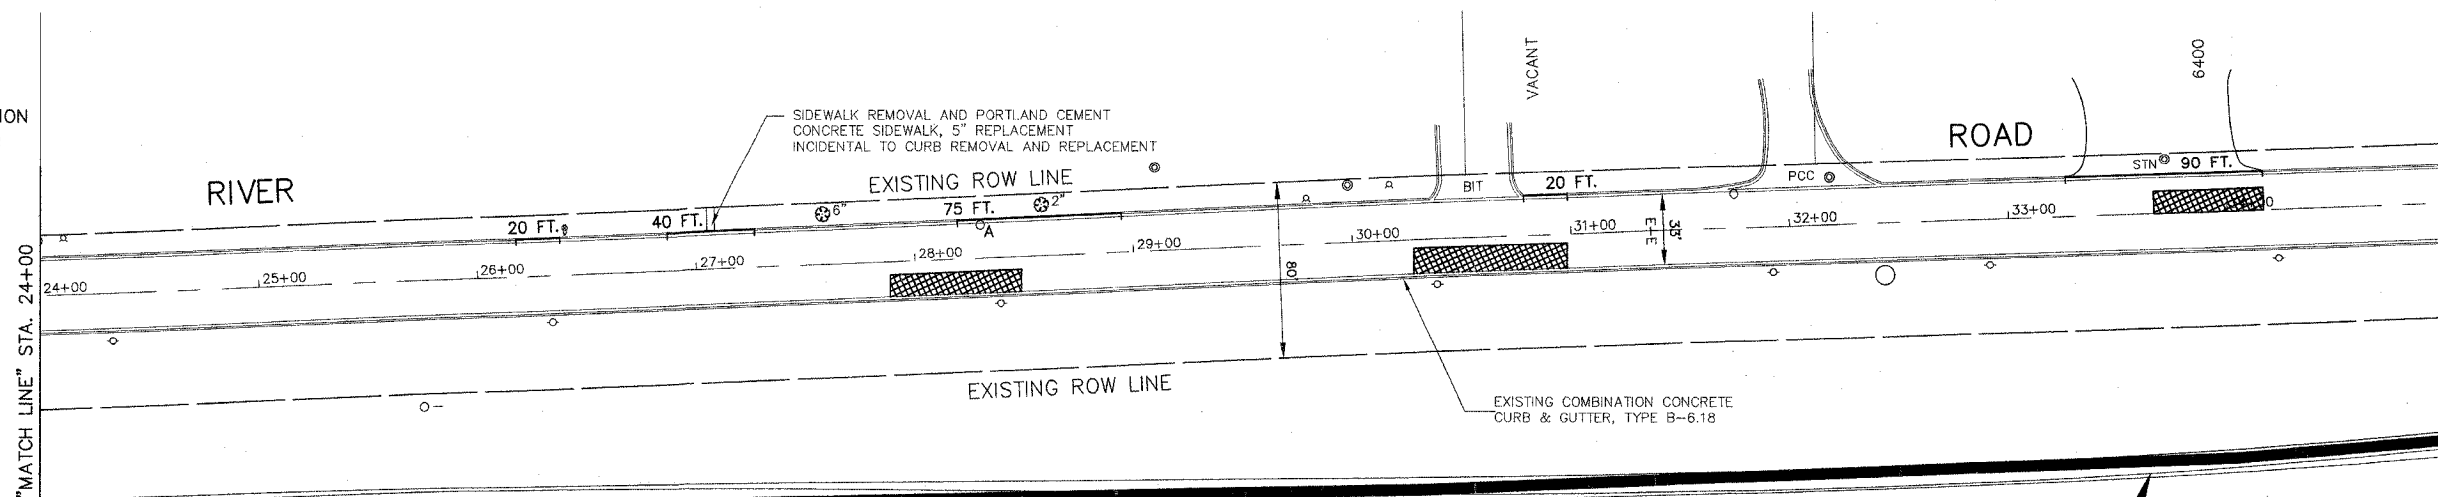 ION
SIDEWALK REMOVAL AND PORTLAND CEMENT
CONCRETE SIDEWALK, 5" REPLACEMENT
INCIDENTAL TO CURB REMOVAL AND REPLACEMENT
VACANT
6400
RIVER
ROAD
EXISTING ROW LINE
20 FT.
40 FT.
6"
75 FT.
2"
A
BIT
20 FT.
PCC
STN
90 FT.
24+00
25+00
26+00
27+00
28+00
29+00
30+00
31+00
32+00
33+00
E-E
80'
"MATCH LINE" STA. 24+00
EXISTING ROW LINE
EXISTING COMBINATION CONCRETE
CURB & GUTTER, TYPE B-6.18